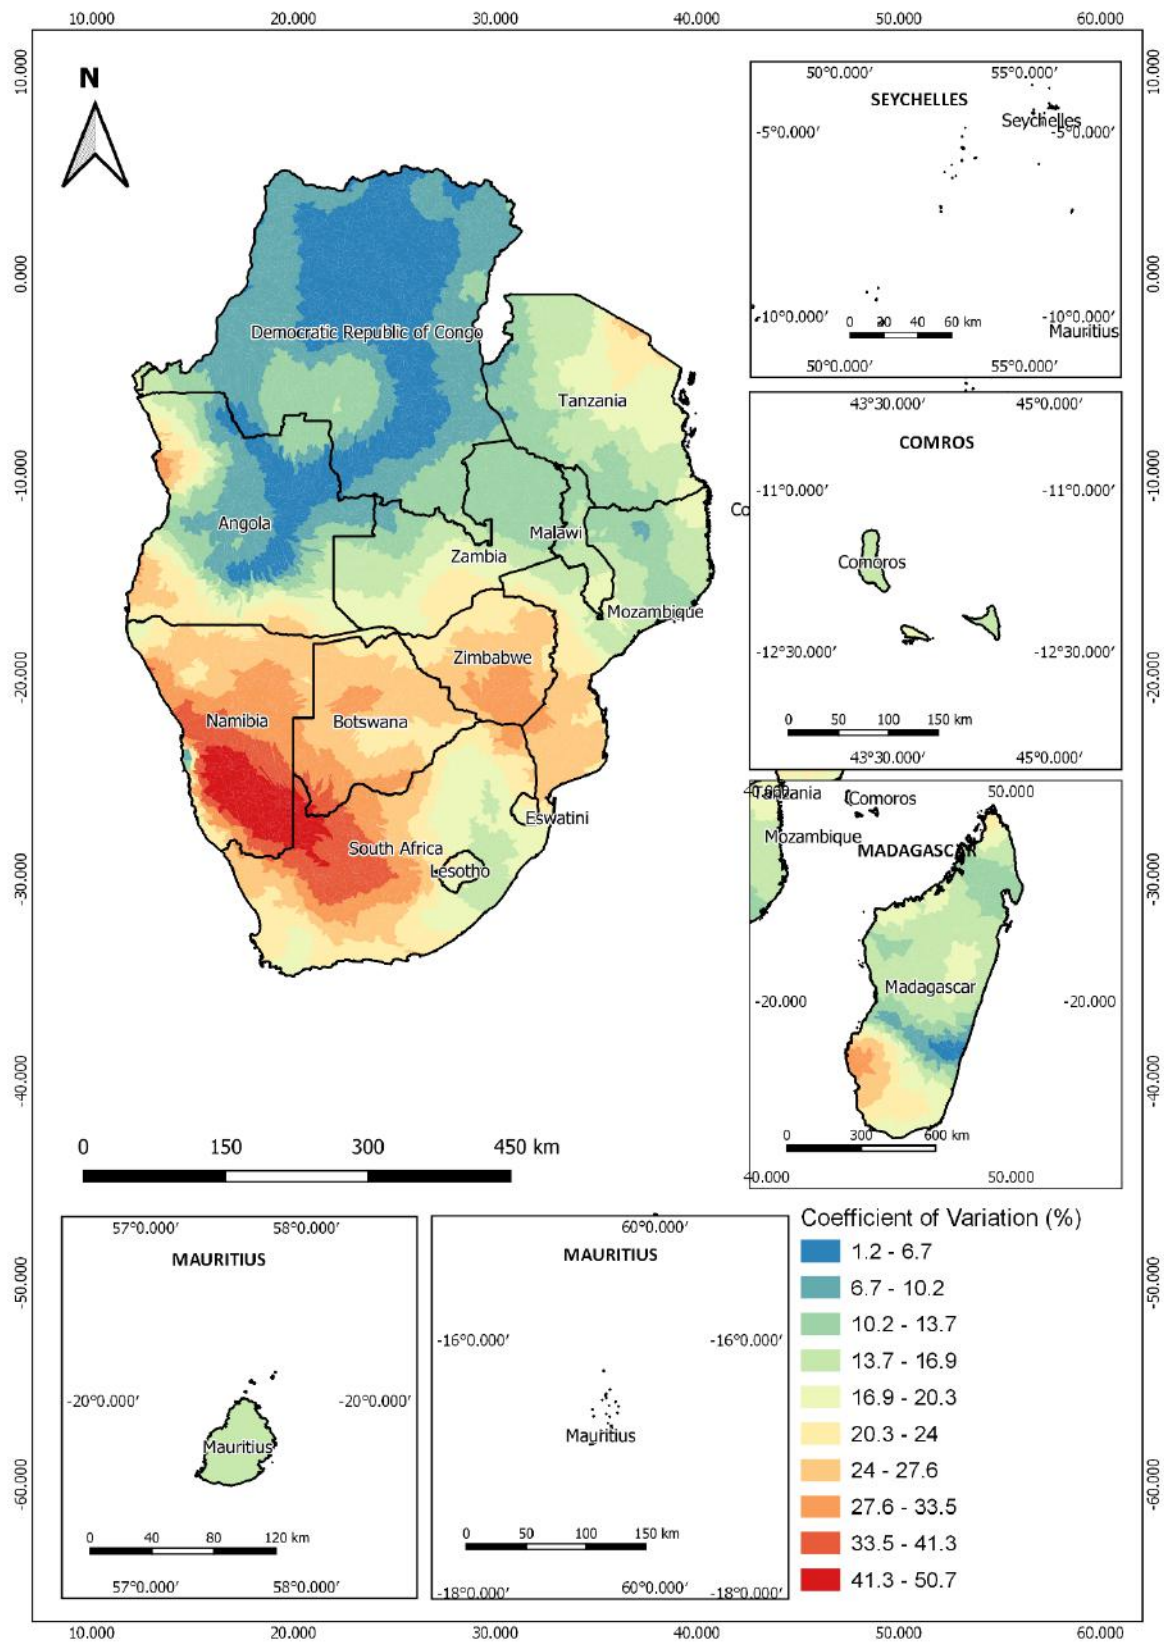 10.000 20.000 30.000 40.000 50.000 60.000
10.000
0.000
-10.000
-20.000
-30.000
-40.000
-50.000
-60.000
N
Democratic Republic of Congo
Tanzania
Angola
Malawi
Zambia
Mozambique
Zimbabwe
Namibia
Botswana
Eswatini
South Africa
Lesotho
Co
0 150 300 450 km
50°0.000' 55°0.000'
SEYCHELLES
Seychelles
-5°0.000' -5°0.000'
-10°0.000' -10°0.000'
0 20 40 60 km
Mauritius
50°0.000' 55°0.000'
43°30.000' 45°0.000'
COMROS
-11°0.000' -11°0.000'
Comoros
-12°30.000' -12°30.000'
0 50 100 150 km
43°30.000' 45°0.000'
40.000 50.000
Tanzania
Comoros
Mozambique
MADAGASCAR
Madagascar
-20.000 -20.000
0 300 600 km
40.000 50.000
57°0.000' 58°0.000'
MAURITIUS
-20°0.000' -20°0.000'
Mauritius
0 40 80 120 km
57°0.000' 58°0.000'
60°0.000'
MAURITIUS
-16°0.000' -16°0.000'
Mauritius
0 50 100 150 km
-18°0.000' 60°0.000' -18°0.000'
Coefficient of Variation (%)
1.2 - 6.7
6.7 - 10.2
10.2 - 13.7
13.7 - 16.9
16.9 - 20.3
20.3 - 24
24 - 27.6
27.6 - 33.5
33.5 - 41.3
41.3 - 50.7
10.000
0.000
-10.000
-20.000
-30.000
-40.000
-50.000
-60.000
10.000 20.000 30.000 40.000 50.000 60.000